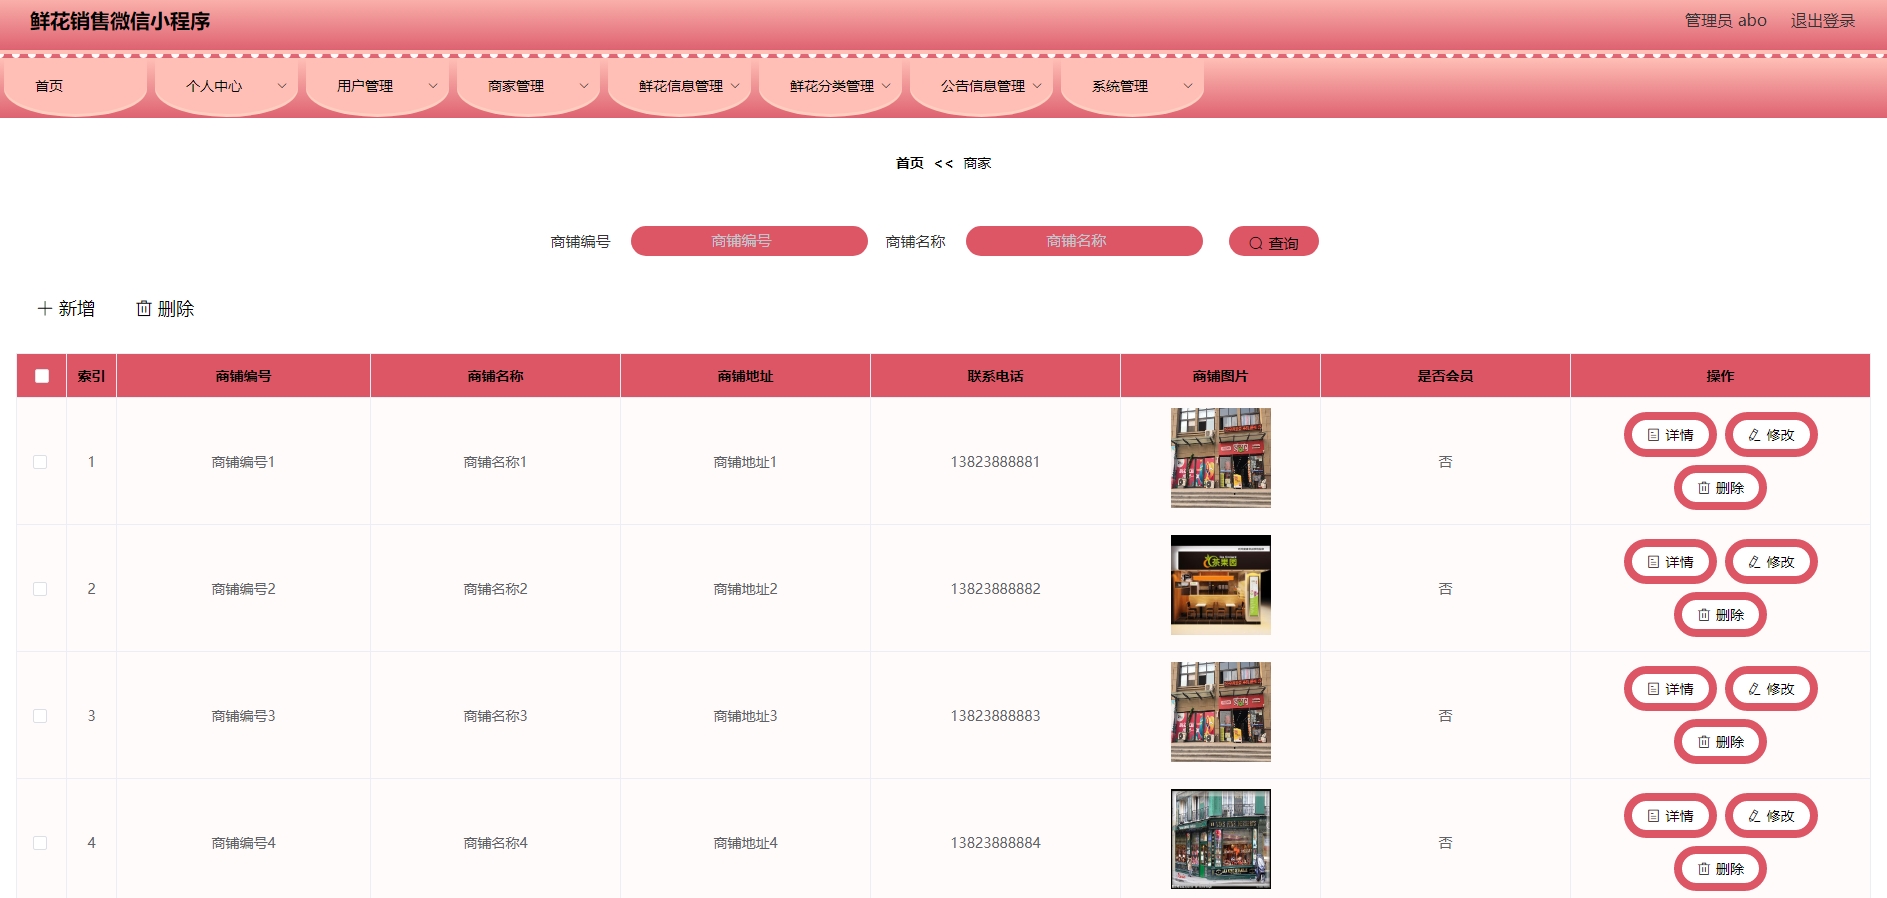 鲜花销售微信小程序
管理员 abo 退出登录
首页 个人中心 用户管理 商家管理 鲜花信息管理 鲜花分类管理 公告信息管理 系统管理
首页 << 商家
商铺编号 商铺编号 商铺名称 商铺名称 查询
新增 删除
索引 商铺编号 商铺名称 商铺地址 联系电话 商铺图片 是否会员 操作
1 商铺编号1 商铺名称1 商铺地址1 13823888881 否 详情 修改
删除
茶果园
2 商铺编号2 商铺名称2 商铺地址2 13823888882 否 详情 修改
删除
3 商铺编号3 商铺名称3 商铺地址3 13823888883 否 详情 修改
删除
4 商铺编号4 商铺名称4 商铺地址4 13823888884 否 详情 修改
删除